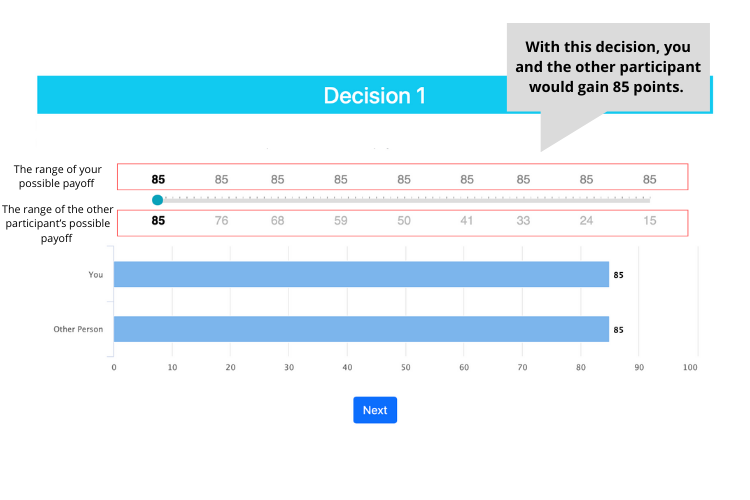 With this decision, you
and the other participant
would gain 85 points.
Decision 1
The range of your
possible payoff
85 85 85 85 85 85 85 85 85
The range of the other
participant's possible
payoff
85 76 68 59 50 41 33 24 15
You 85
Other Person 85
0 10 20 30 40 50 60 70 80 90 100
Next